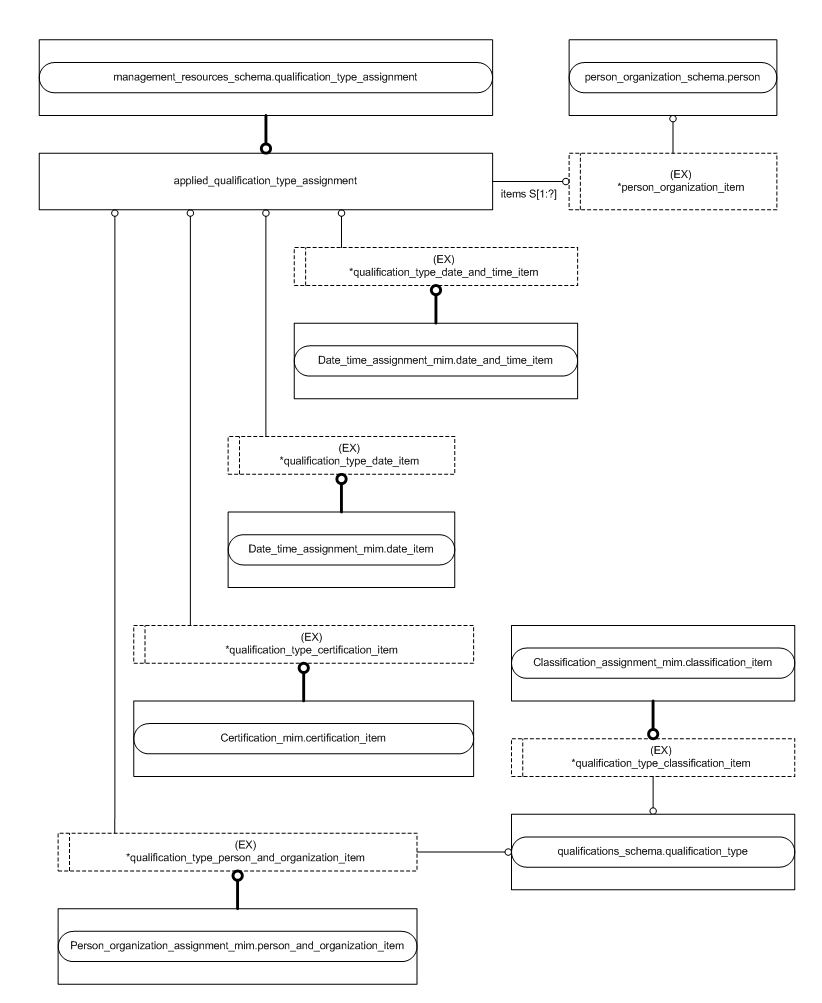 management_resources_schema.qualification_type_assignment
person_organization_schema.person
applied_qualification_type_assignment
items S[1:?]
(EX)
*person_organization_item
(EX)
*qualification_type_date_and_time_item
Date_time_assignment_mim.date_and_time_item
(EX)
*qualification_type_date_item
Date_time_assignment_mim.date_item
(EX)
*qualification_type_certification_item
Classification_assignment_mim.classification_item
Certification_mim.certification_item
(EX)
*qualification_type_classification_item
(EX)
*qualification_type_person_and_organization_item
qualifications_schema.qualification_type
Person_organization_assignment_mim.person_and_organization_item